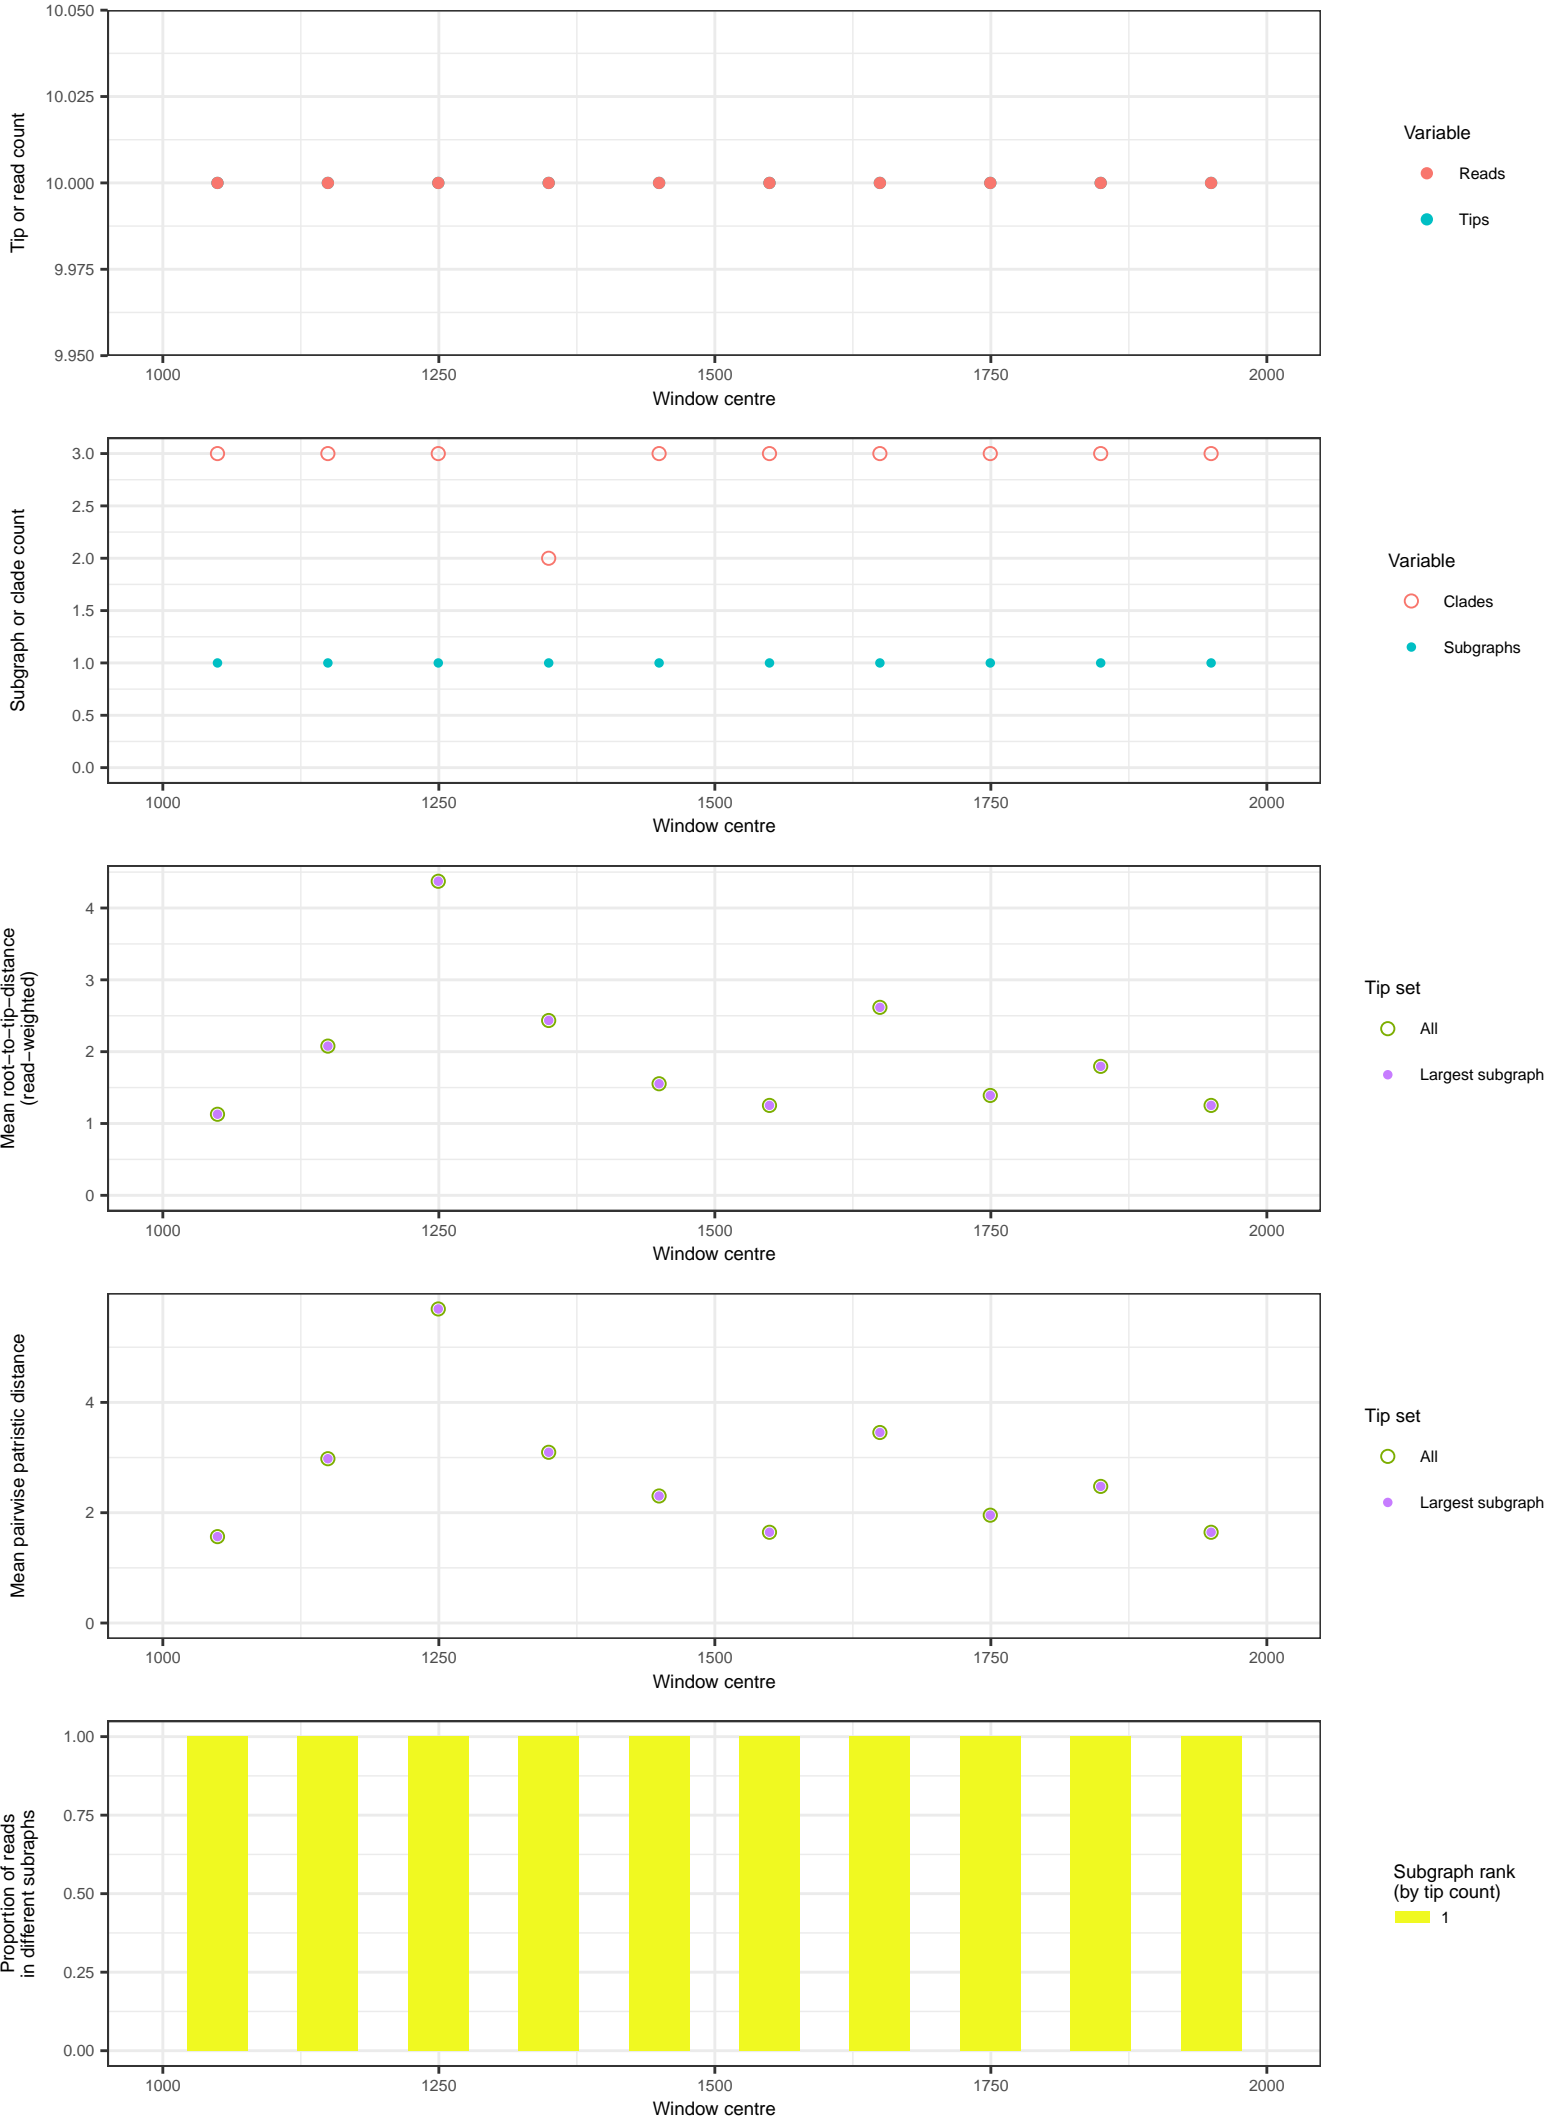 10.050
10.025
10.000
9.975
9.950
Tip or read count
1000 1250 1500 1750 2000
Window centre
Variable
Reads
Tips
3.0
2.5
2.0
1.5
1.0
0.5
0.0
Subgraph or clade count
1000 1250 1500 1750 2000
Window centre
Variable
Clades
Subgraphs
4
3
2
1
0
Mean root−to−tip−distance
(read−weighted)
1000 1250 1500 1750 2000
Window centre
Tip set
All
Largest subgraph
4
2
0
Mean pairwise patristic distance
1000 1250 1500 1750 2000
Window centre
Tip set
All
Largest subgraph
1.00
0.75
0.50
0.25
0.00
Proportion of reads
in different subraphs
1000 1250 1500 1750 2000
Window centre
Subgraph rank
(by tip count)
1